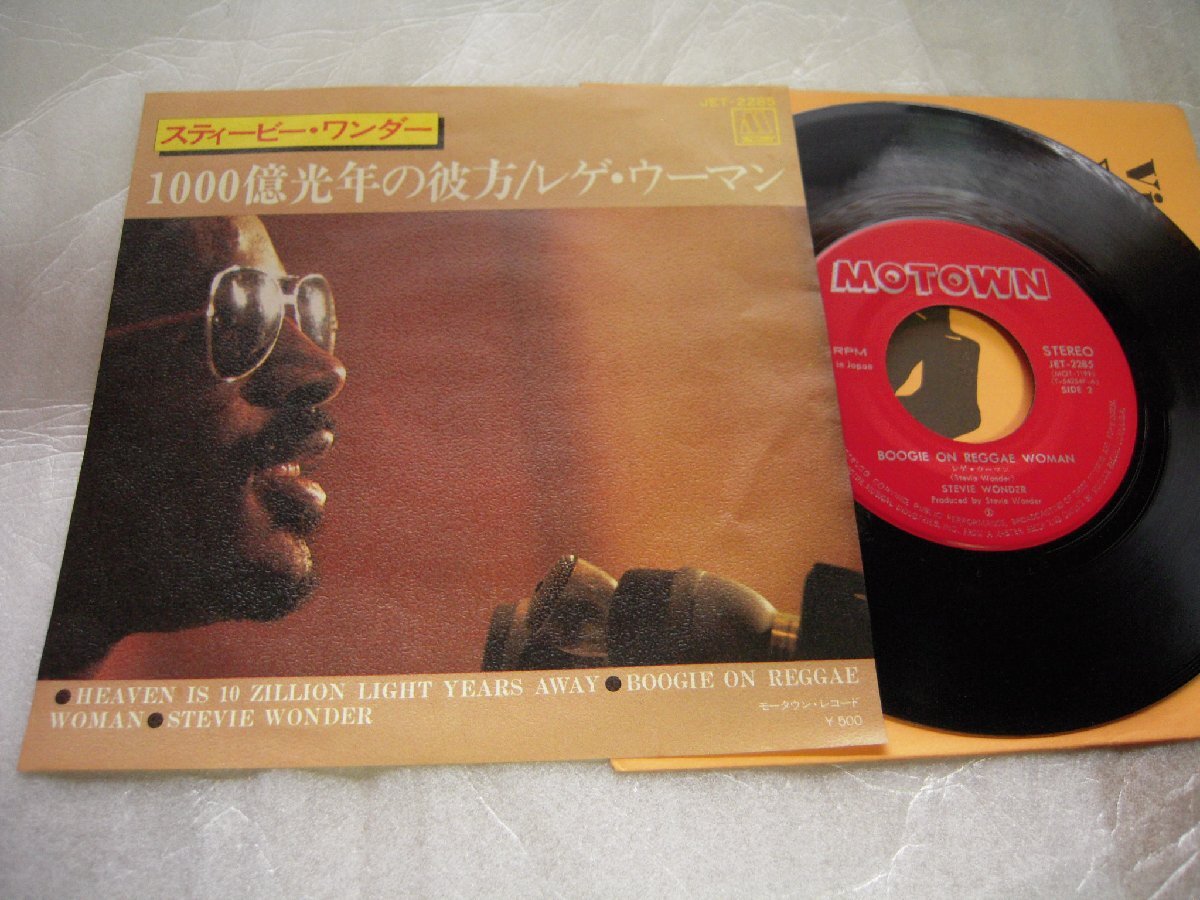 JET-2285
スティービー・ワンダー
1000億光年の彼方/レゲ・ウーマン
●HEAVEN IS 10 ZILLION LIGHT YEARS AWAY●BOOGIE ON REGGAE
WOMAN●STEVIE WONDER
モータウン・レコード
¥500
MOTOWN
RPM
in Japan
STEREO
JET-2285
SIDE 2
BOOGIE ON REGGAE WOMAN
レゲ・ウーマン
(Stevie Wonder)
STEVIE WONDER
Produced by Stevie Wonder